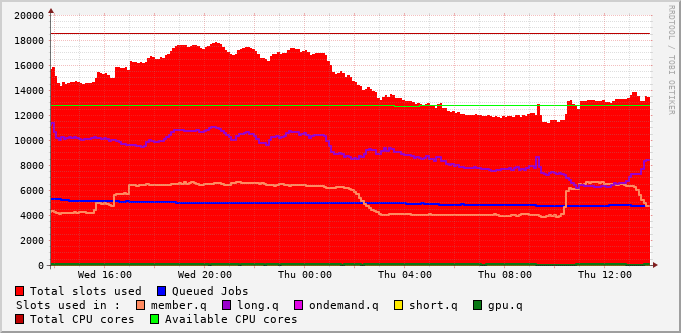 20000
18000
16000
14000
12000
10000
8000
6000
4000
2000
0
Wed 16:00 Wed 20:00 Thu 00:00 Thu 04:00 Thu 08:00 Thu 12:00
RRDTOOL / TOBI OETIKER
Total slots used Queued Jobs
Slots used in : member.q long.q ondemand.q short.q gpu.q
Total CPU cores Available CPU cores